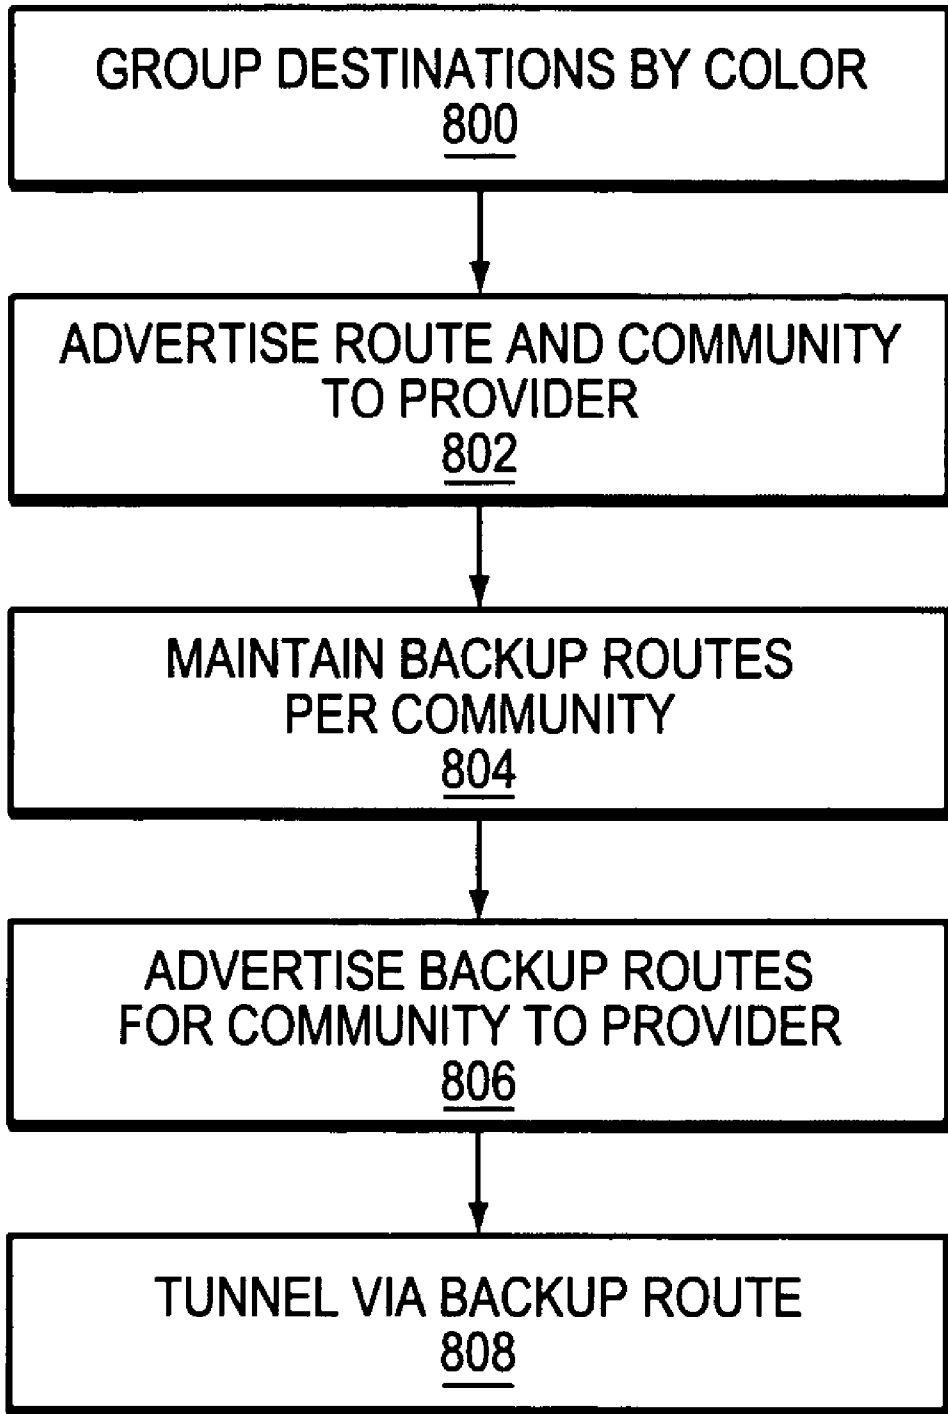 GROUP DESTINATIONS BY COLOR
800
ADVERTISE ROUTE AND COMMUNITY
TO PROVIDER
802
MAINTAIN BACKUP ROUTES
PER COMMUNITY
804
ADVERTISE BACKUP ROUTES
FOR COMMUNITY TO PROVIDER
806
TUNNEL VIA BACKUP ROUTE
808